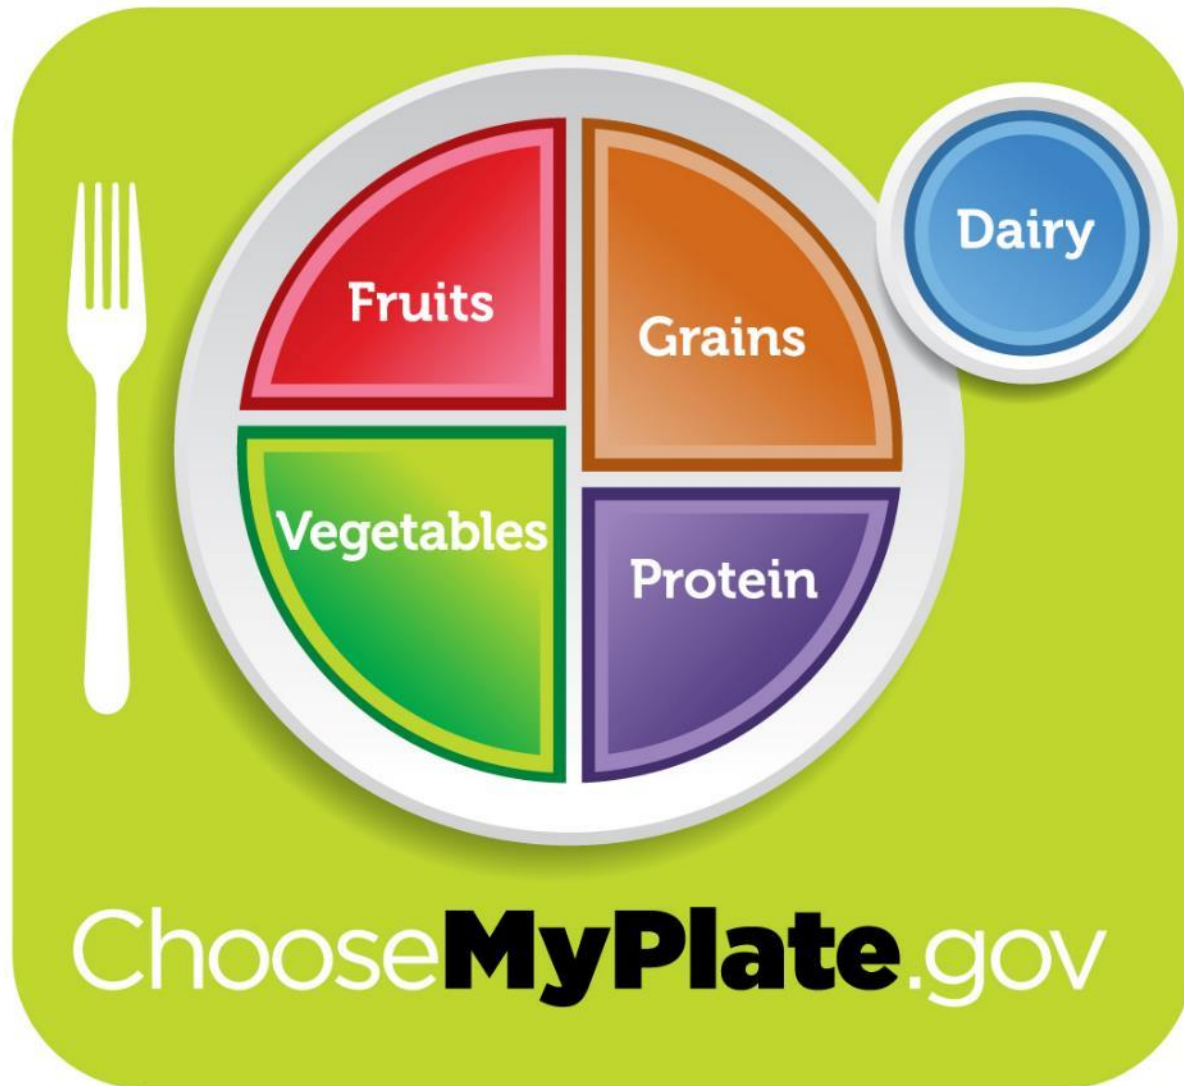 Fruits
Grains
Dairy
Vegetables
Protein
ChooseMyPlate.gov